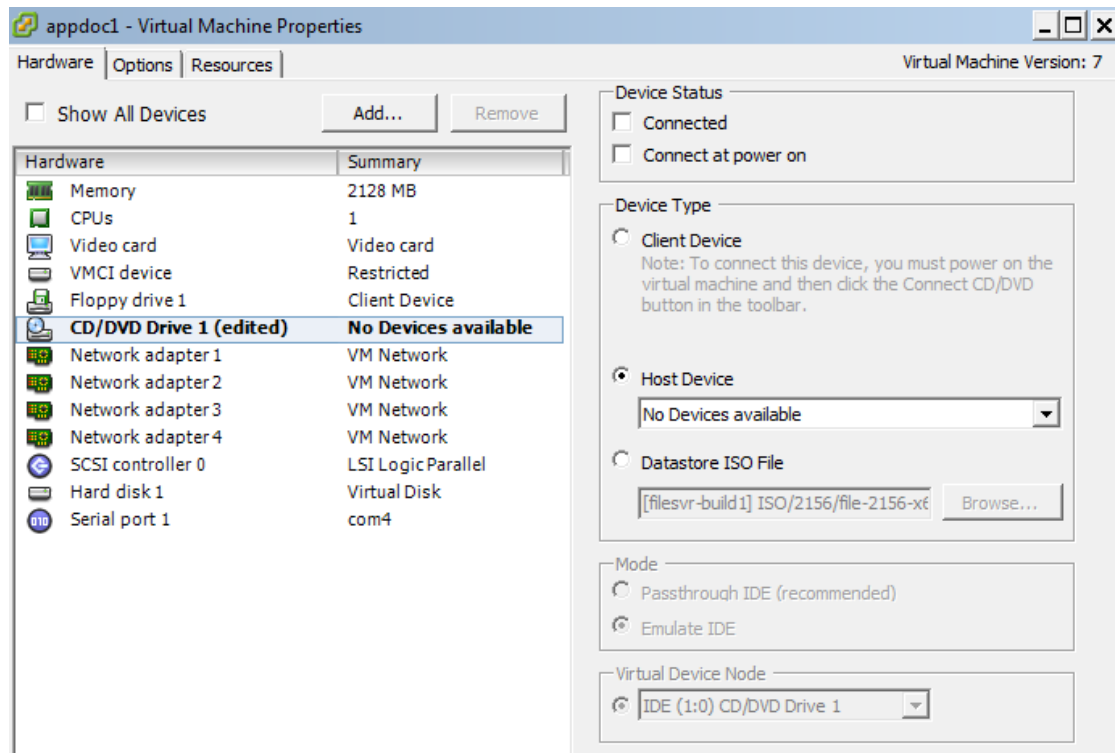 appdoc1 - Virtual Machine Properties
Hardware Options Resources Virtual Machine Version: 7
Show All Devices Add... Remove
Hardware Summary
Memory 2128 MB
CPUs 1
Video card Video card
VMCI device Restricted
Floppy drive 1 Client Device
CD/DVD Drive 1 (edited) No Devices available
Network adapter 1 VM Network
Network adapter 2 VM Network
Network adapter 3 VM Network
Network adapter 4 VM Network
SCSI controller 0 LSI Logic Parallel
Hard disk 1 Virtual Disk
Serial port 1 com4
Device Status
Connected
Connect at power on
Device Type
Client Device
Note: To connect this device, you must power on the
virtual machine and then click the Connect CD/DVD
button in the toolbar.
Host Device
No Devices available
Datastore ISO File
[filesvr-build1] ISO/2156/file-2156-x6 Browse...
Mode
Passthrough IDE (recommended)
Emulate IDE
Virtual Device Node
IDE (1:0) CD/DVD Drive 1